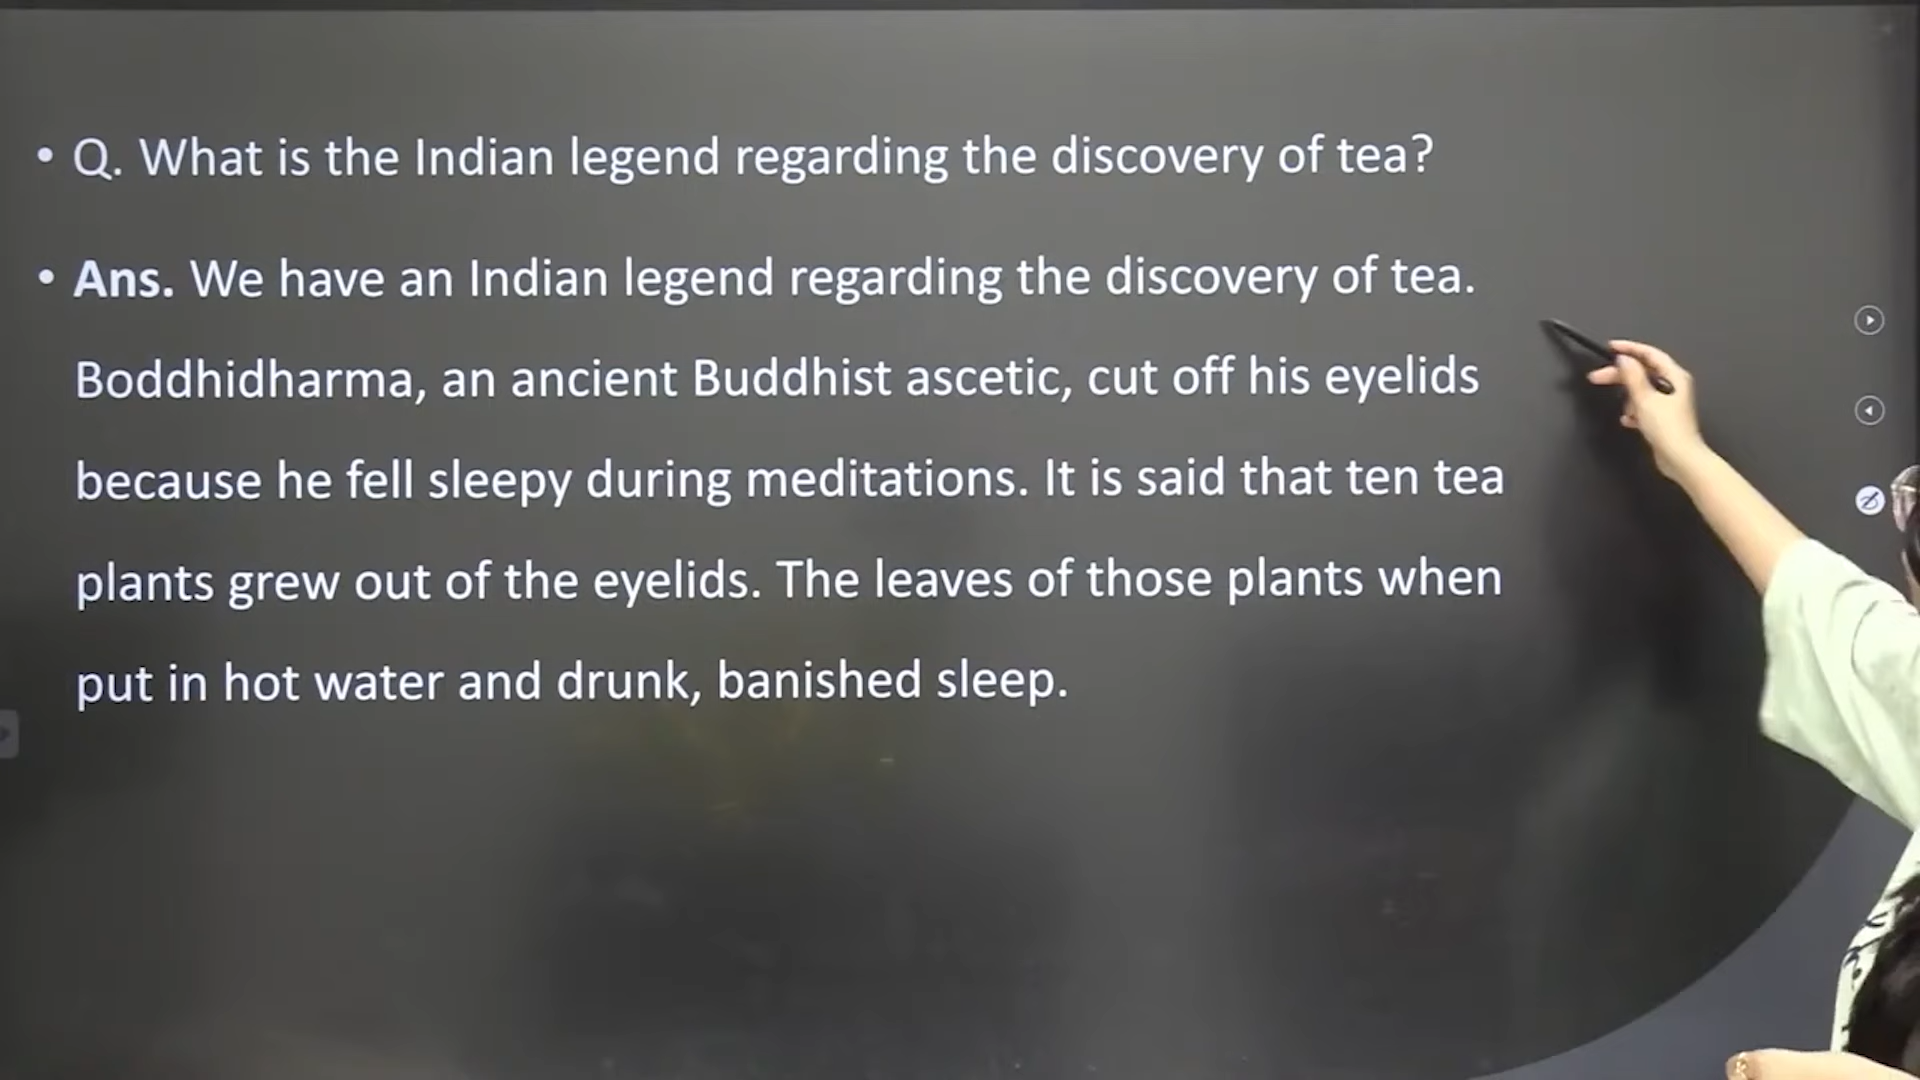 • Q. What is the Indian legend regarding the discovery of tea?
• Ans. We have an Indian legend regarding the discovery of tea.
Boddhidharma, an ancient Buddhist ascetic, cut off his eyelids
because he fell sleepy during meditations. It is said that ten tea
plants grew out of the eyelids. The leaves of those plants when
put in hot water and drunk, banished sleep.